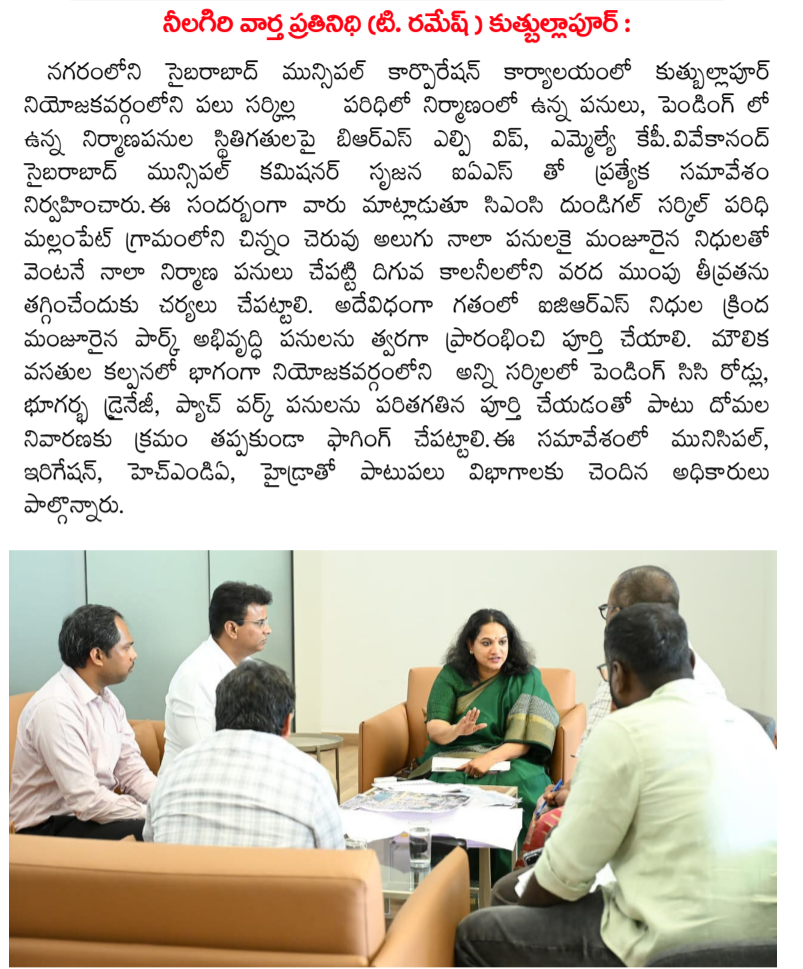 నీలగిరి వార్త ప్రతినిధి (టి. రమేష్ ) కుత్బుల్లాపూర్ :
నగరంలోని సైబరాబాద్ మున్సిపల్ కార్పొరేషన్ కార్యాలయంలో కుత్బుల్లాపూర్
నియోజకవర్గంలోని పలు సర్కిల్ల పరిధిలో నిర్మాణంలో ఉన్న పనులు, పెండింగ్ లో
ఉన్న నిర్మాణపనుల స్థితిగతులపై బిఆర్ఎస్ ఎల్పి విప్, ఎమ్మెల్యే కేపీ.వివేకానంద్
సైబరాబాద్ మున్సిపల్ కమిషనర్ సృజన ఐఏఎస్ తో ప్రత్యేక సమావేశం
నిర్వహించారు.ఈ సందర్భంగా వారు మాట్లాడుతూ సిఎంసి దుండిగల్ సర్కిల్ పరిధి
మల్లంపేట్ గ్రామంలోని చిన్నం చెరువు అలుగు నాలా పనులకై మంజూరైన నిధులతో
వెంటనే నాలా నిర్మాణ పనులు చేపట్టి దిగువ కాలనీలలోని వరద ముంపు తీవ్రతను
తగ్గించేందుకు చర్యలు చేపట్టాలి. అదేవిధంగా గతంలో ఐజిఆర్ఎస్ నిధుల క్రింద
మంజూరైన పార్క్ అభివృద్ధి పనులను త్వరగా ప్రారంభించి పూర్తి చేయాలి. మౌలిక
వసతుల కల్పనలో భాగంగా నియోజకవర్గంలోని అన్ని సర్కిలలో పెండింగ్ సిసి రోడ్లు,
భూగర్భ డ్రైనేజీ, ప్యాచ్ వర్క్ పనులను పరితగతిన పూర్తి చేయడంతో పాటు దోమల
నివారణకు క్రమం తప్పకుండా ఫాగింగ్ చేపట్టాలి.ఈ సమావేశంలో మునిసిపల్,
ఇరిగేషన్, హెచ్ఎండిఏ, హైడ్రాతో పాటుపలు విభాగాలకు చెందిన అధికారులు
పాల్గొన్నారు.